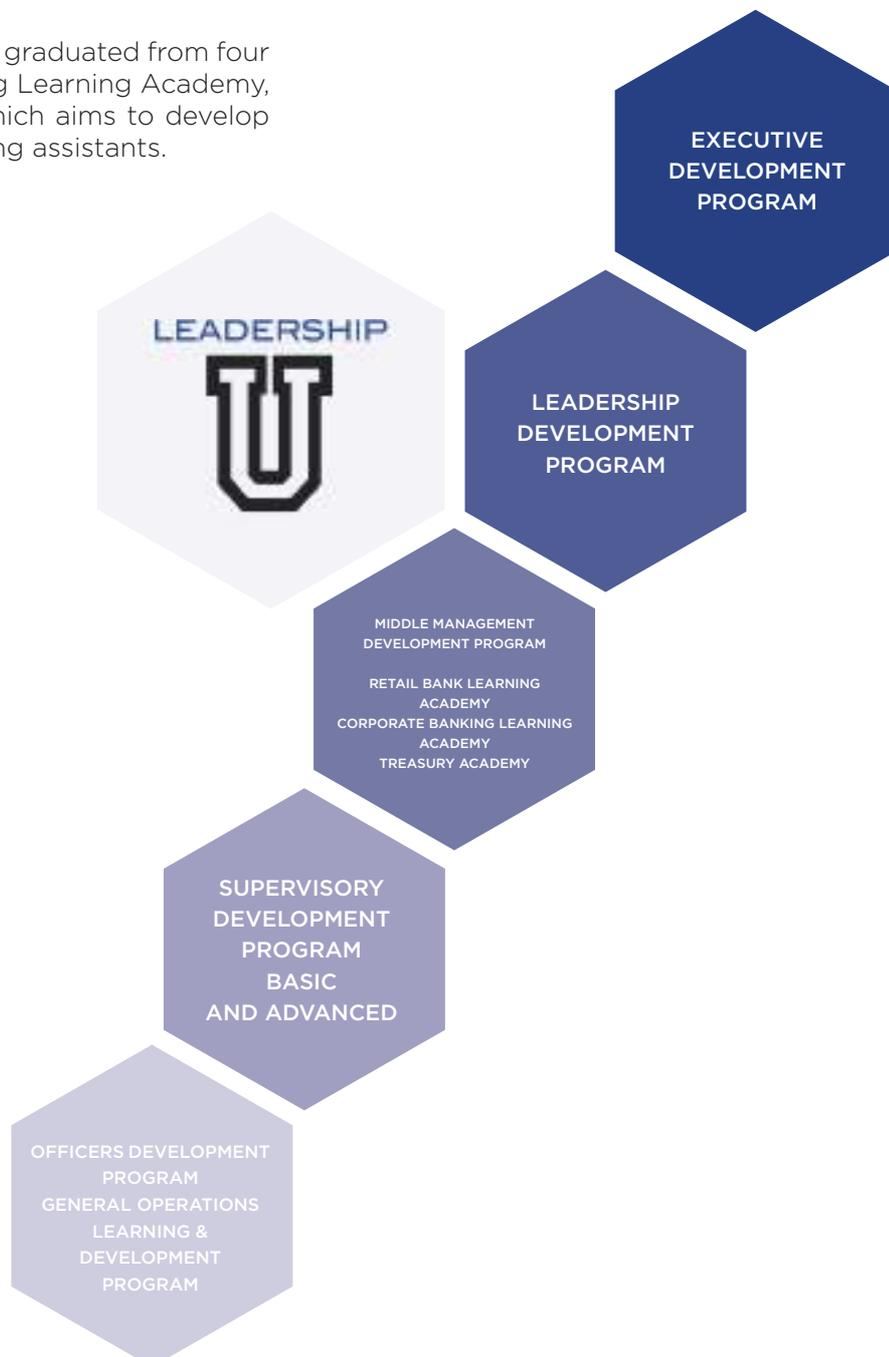 graduated from four
Learning Academy,
aims to develop
assistants.
EXECUTIVE
DEVELOPMENT
PROGRAM
LEADERSHIP
U
LEADERSHIP
DEVELOPMENT
PROGRAM
MIDDLE MANAGEMENT
DEVELOPMENT PROGRAM
RETAIL BANK LEARNING
ACADEMY
CORPORATE BANKING LEARNING
ACADEMY
TREASURY ACADEMY
SUPERVISORY
DEVELOPMENT
PROGRAM
BASIC
AND ADVANCED
OFFICERS DEVELOPMENT
PROGRAM
GENERAL OPERATIONS
LEARNING &
DEVELOPMENT
PROGRAM